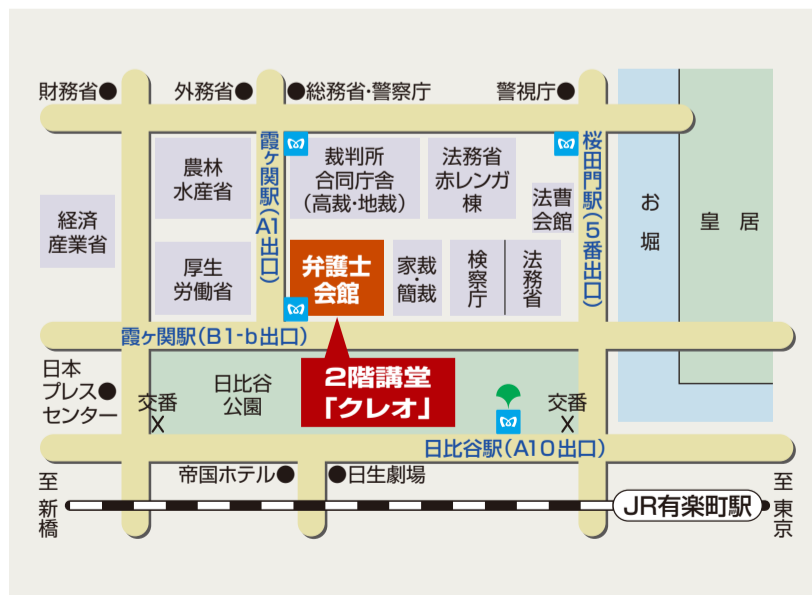 財務省●
外務省●
●総務省・警察庁
警視庁●
霞ヶ関駅(A1出口)
桜田門駅(5番出口)
農林
水産省
裁判所
合同庁舎
(高裁・地裁)
法務省
赤レンガ
棟
法曹
会館
お堀
皇居
経済
産業省
厚生
労働省
弁護士
会館
家裁・
簡裁
検察庁
法務省
霞ヶ関駅(B1-b出口)
日本
プレス●
センター
交番
X
日比谷
公園
2階講堂
「クレオ」
交番
X
日比谷駅(A10出口)
帝国ホテル●
●日生劇場
至新橋
JR有楽町駅
至東京